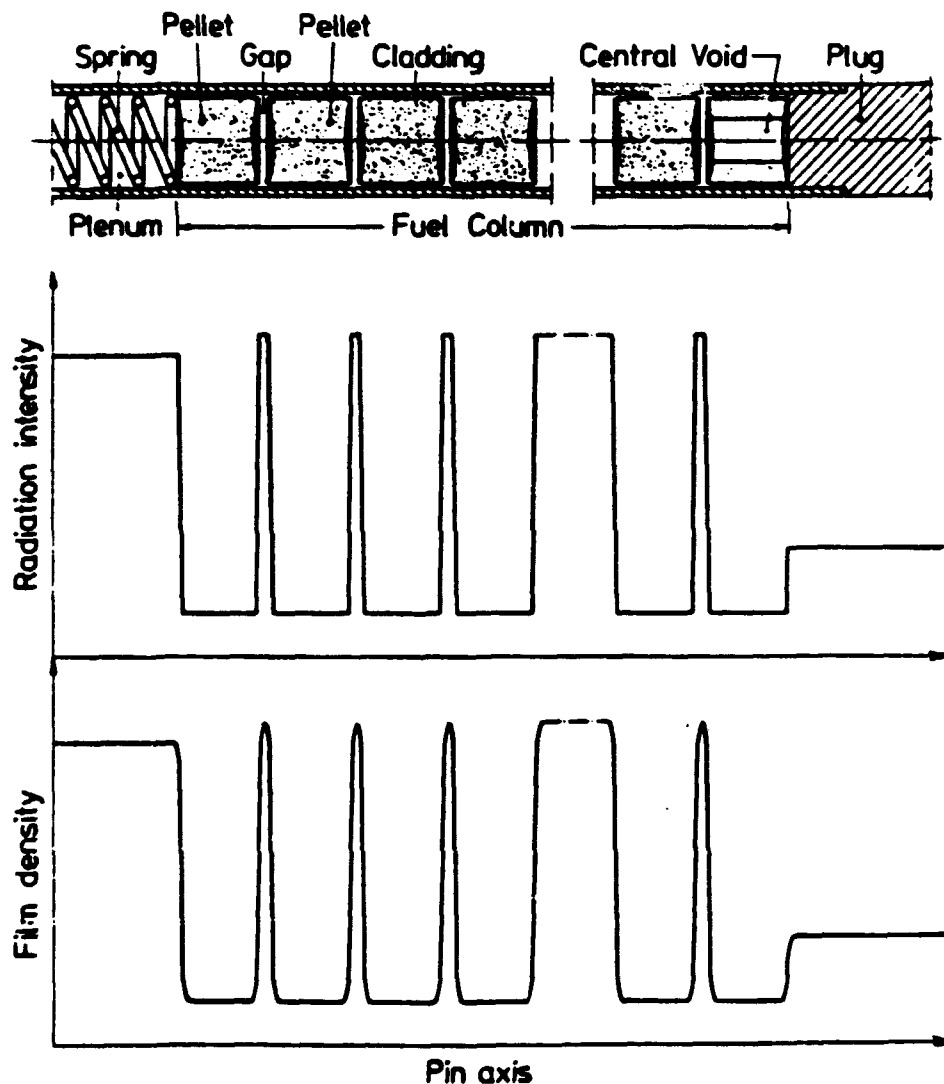 Pellet Pellet
Spring Gap Cladding Central Void Plug
Plenum Fuel Column
Radiation intensity
Film density
Pin axis